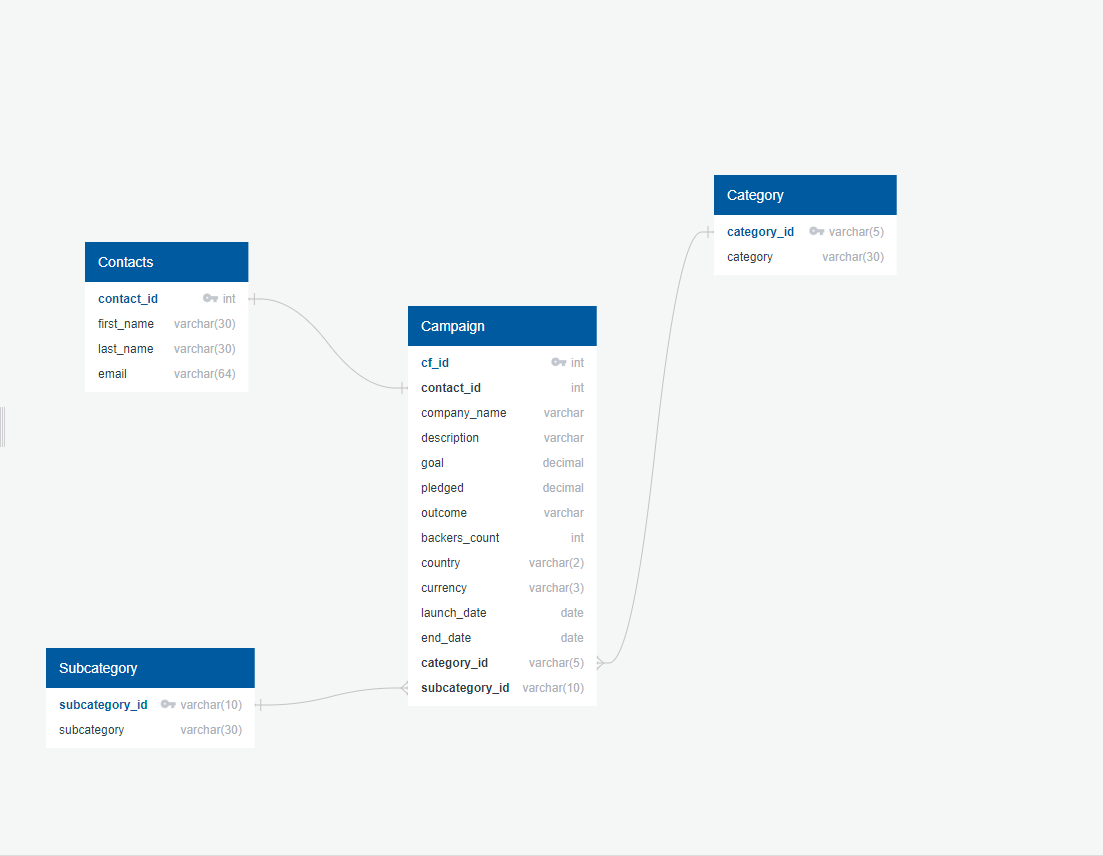 Category
category_id varchar(5)
category varchar(30)
Contacts
contact_id int
first_name varchar(30)
last_name varchar(30)
email varchar(64)
Campaign
cf_id int
contact_id int
company_name varchar
description varchar
goal decimal
pledged decimal
outcome varchar
backers_count int
country varchar(2)
currency varchar(3)
launch_date date
end_date date
category_id varchar(5)
subcategory_id varchar(10)
Subcategory
subcategory_id varchar(10)
subcategory varchar(30)